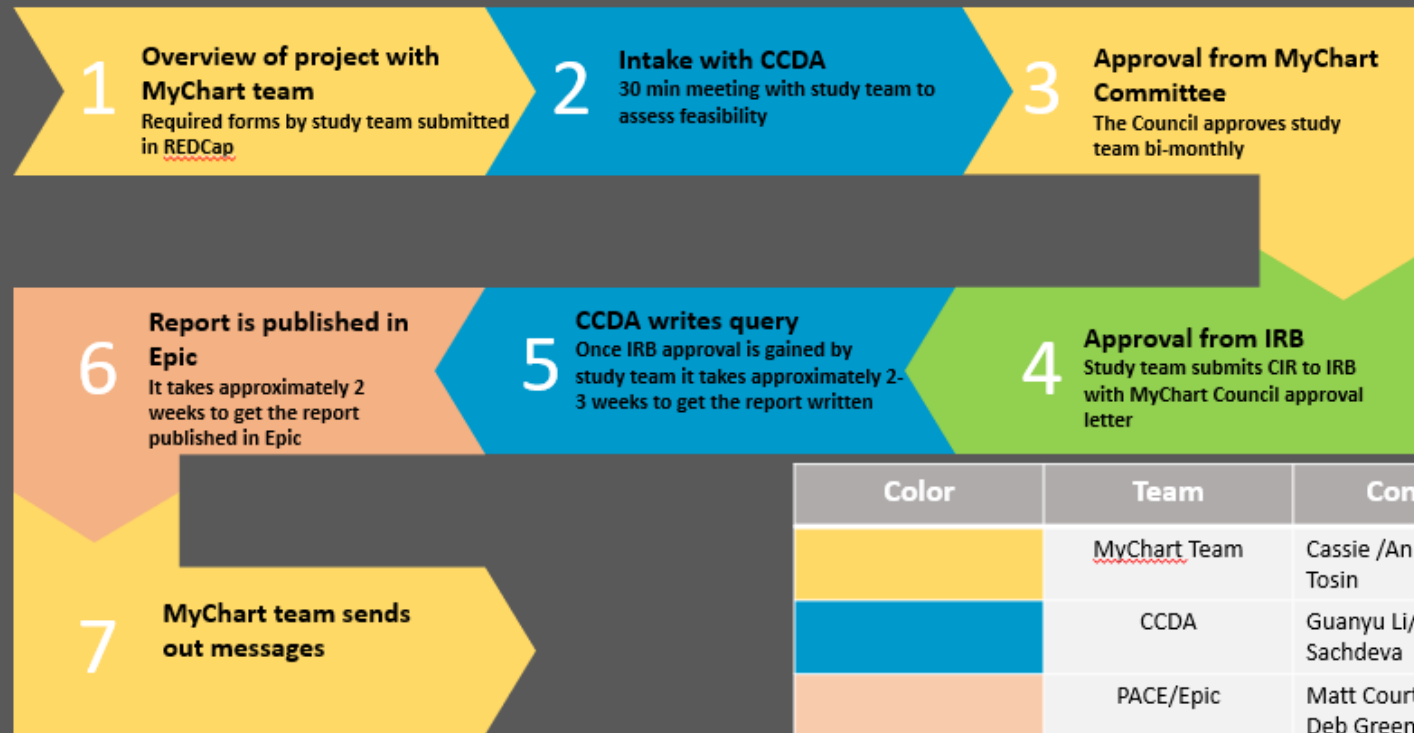 1
Overview of project with
MyChart team
Required forms by study team submitted
in REDCap
2
Intake with CCDA
30 min meeting with study team to
assess feasibility
3
Approval from MyChart
Committee
The Council approves study
team bi-monthly
4
Approval from IRB
Study team submits CIR to IRB
with MyChart Council approval
letter
5
CCDA writes query
Once IRB approval is gained by
study team it takes approximately 2-
3 weeks to get the report written
6
Report is published in
Epic
It takes approximately 2
weeks to get the report
published in Epic
7
MyChart team sends
out messages
Color Team
MyChart Team Cassie
Tosin
CCDA Guanyu Li/
Sachdeva
PACE/Epic Matt
Deb